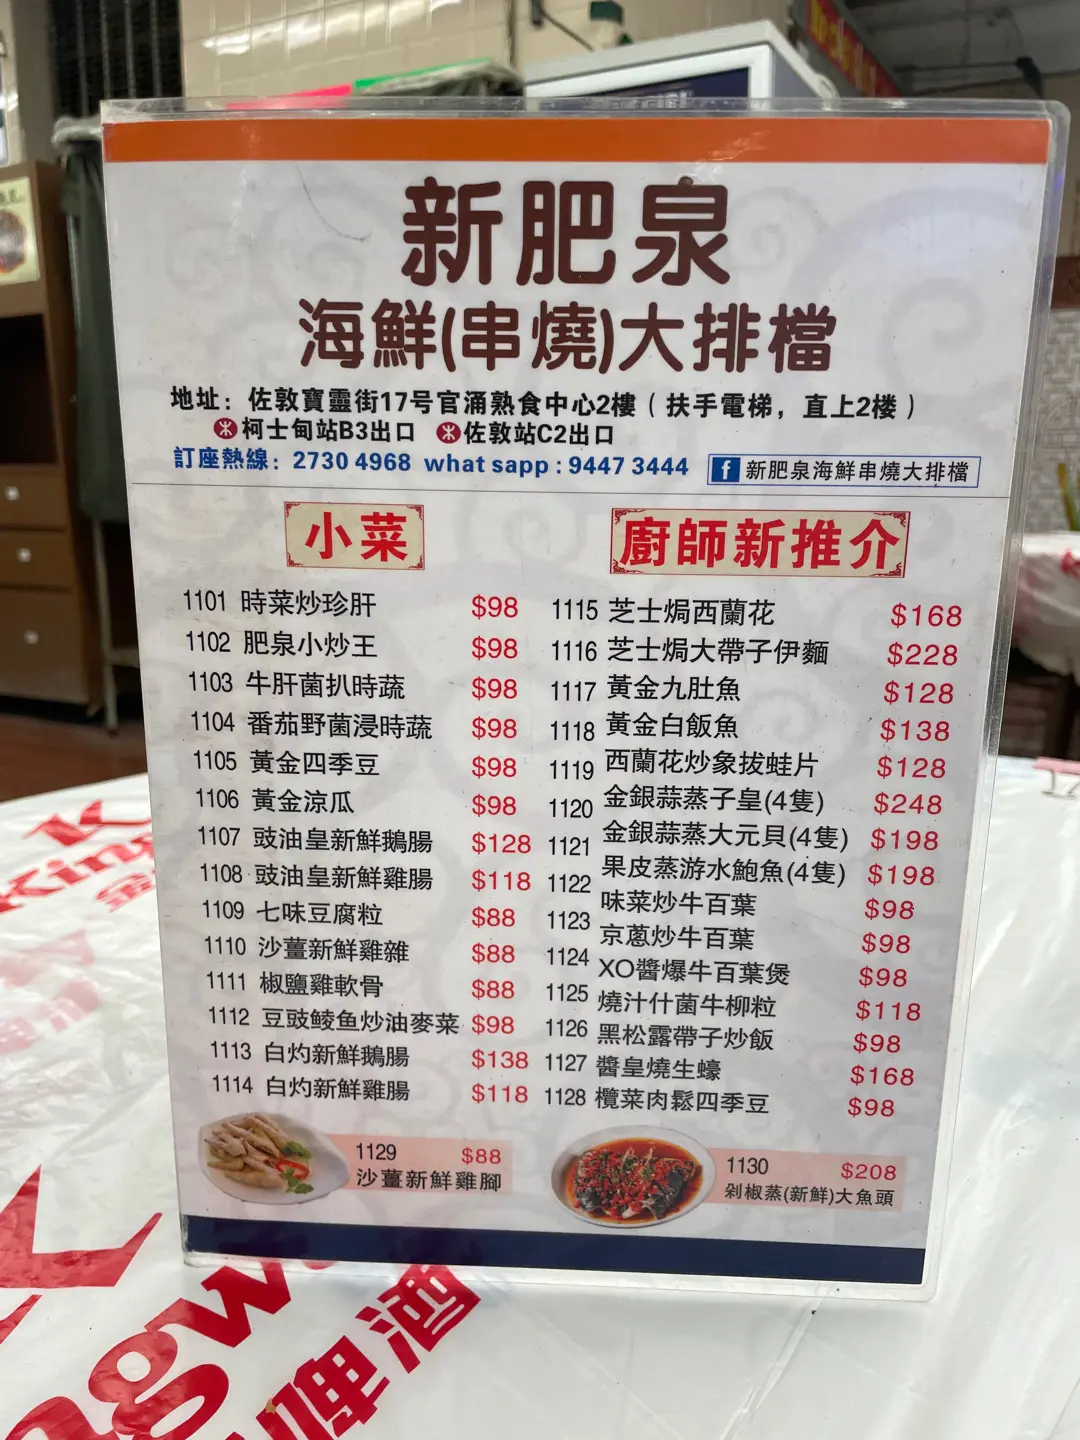 新肥泉
海鮮(串燒)大排檔
地址：佐敦寶靈街17号官涌熟食中心2樓（扶手電梯，直上2楼）
柯士甸站B3出口 佐敦站C2出口
訂座熱線：2730 4968 what sapp : 9447 3444
f 新肥泉海鮮串燒大排檔
小菜
1101 時菜炒珍肝 $98
1102 肥泉小炒王 $98
1103 牛肝菌扒時蔬 $98
1104 番茄野菌浸時蔬 $98
1105 黃金四季豆 $98
1106 黃金涼瓜 $98
1107 豉油皇新鮮鵝腸 $128
1108 豉油皇新鮮雞腸 $118
1109 七味豆腐粒 $88
1110 沙薑新鮮雞雜 $88
1111 椒鹽雞軟骨 $88
1112 豆豉鲮鱼炒油麥菜 $98
1113 白灼新鮮鵝腸 $138
1114 白灼新鮮雞腸 $118
廚師新推介
1115 芝士焗西蘭花 $168
1116 芝士焗大帶子伊麵 $228
1117 黃金九肚魚 $128
1118 黃金白飯魚 $138
1119 西蘭花炒象拔蛙片 $128
1120 金銀蒜蒸子皇(4隻) $248
1121 金銀蒜蒸大元貝(4隻) $198
1122 果皮蒸游水鮑魚(4隻) $198
1123 味菜炒牛百葉 $98
1124 京蔥炒牛百葉 $98
1125 XO醬爆牛百葉煲 $98
1126 燒汁什菌牛柳粒 $118
1127 黑松露帶子炒飯 $98
1128 醬皇燒生蠔 $168
欖菜肉鬆四季豆 $98
1129 $88
沙薑新鮮雞腳
1130 $208
剁椒蒸(新鮮)大魚頭
啤酒